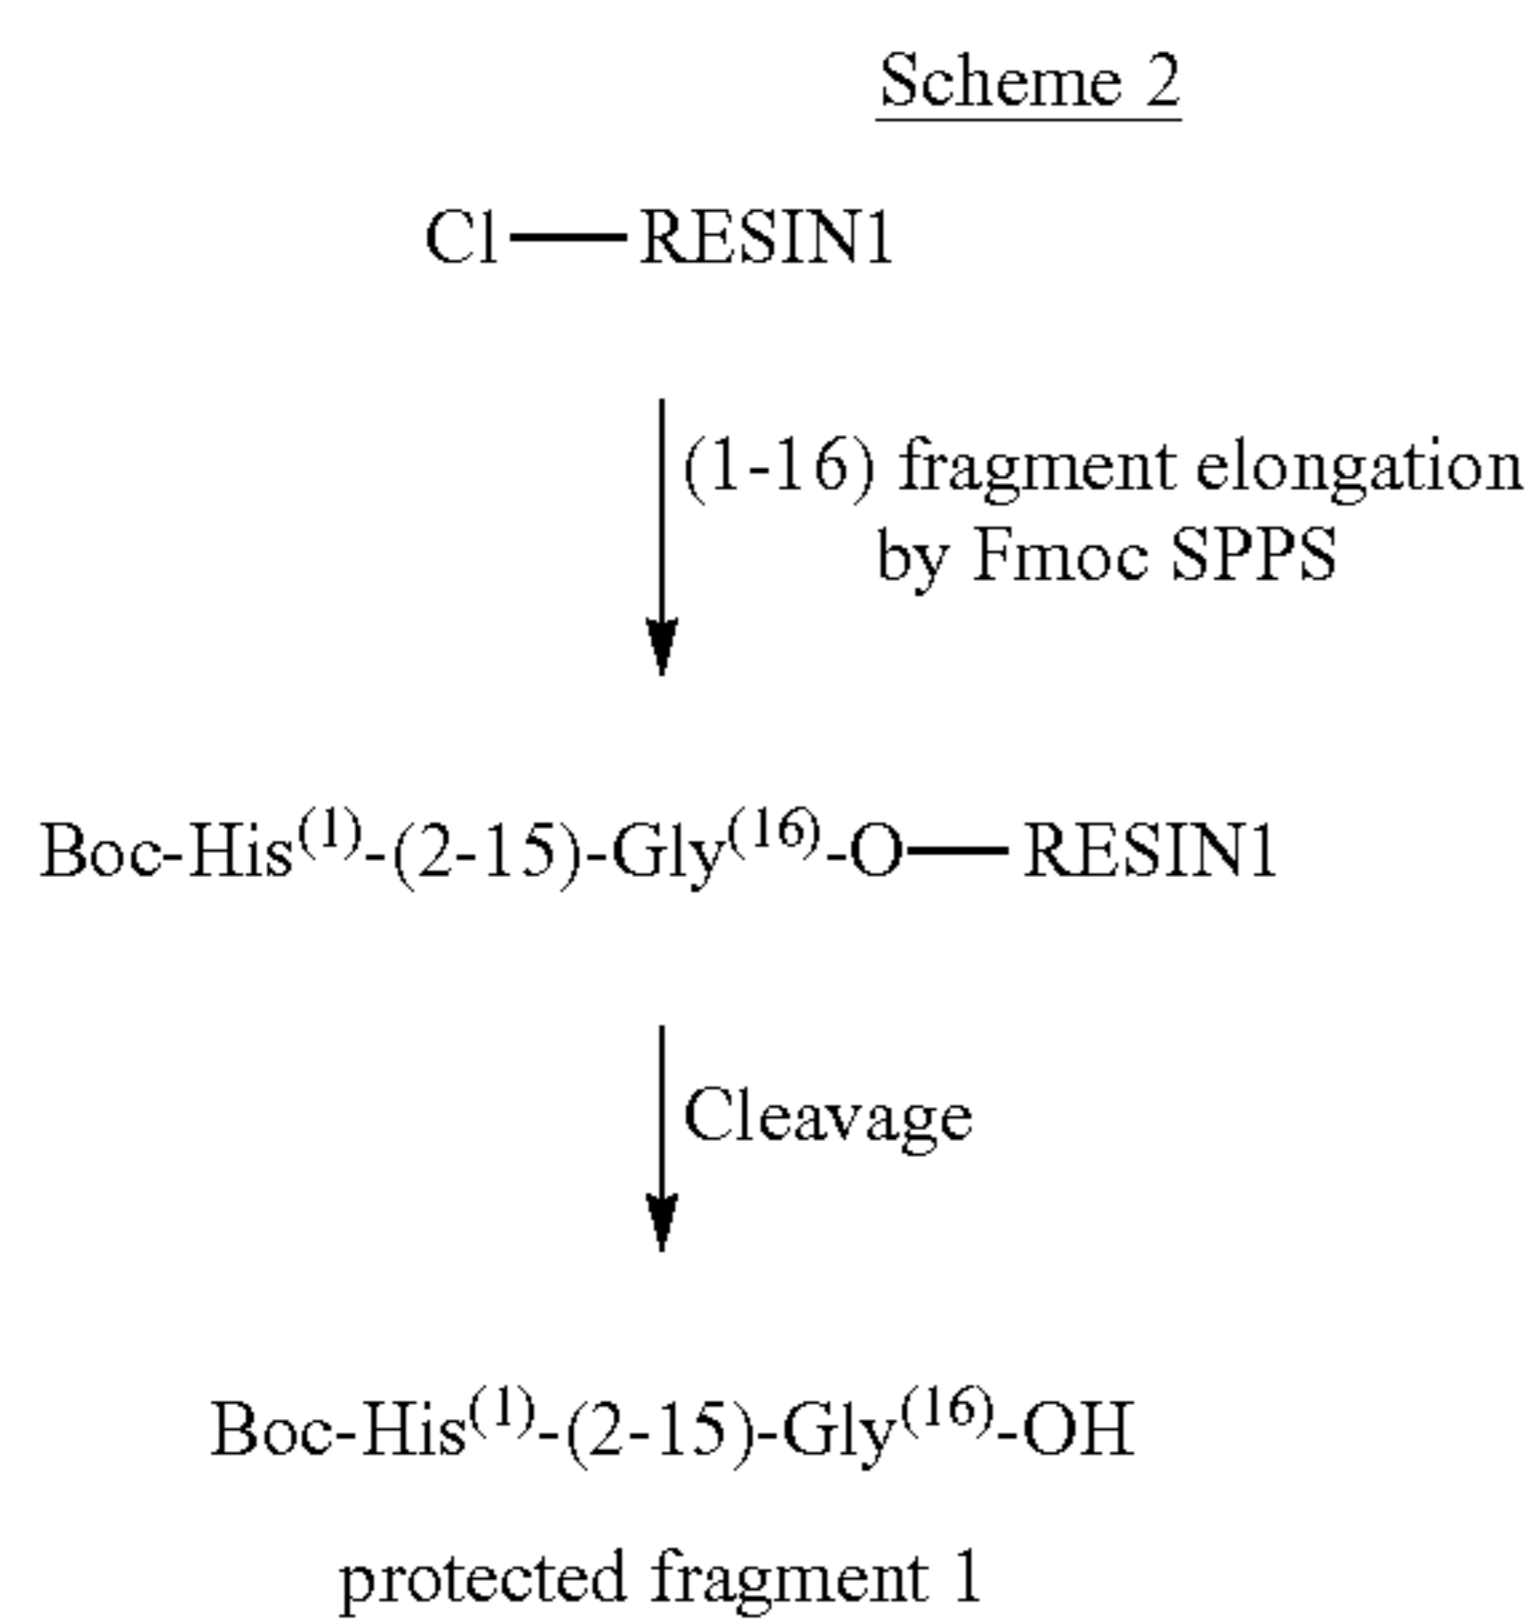 Scheme 2
Cl—RESIN1
(1-16) fragment elongation
by Fmoc SPPS
Boc-His(1)-(2-15)-Gly(16)-O—RESIN1
Cleavage
Boc-His(1)-(2-15)-Gly(16)-OH
protected fragment 1